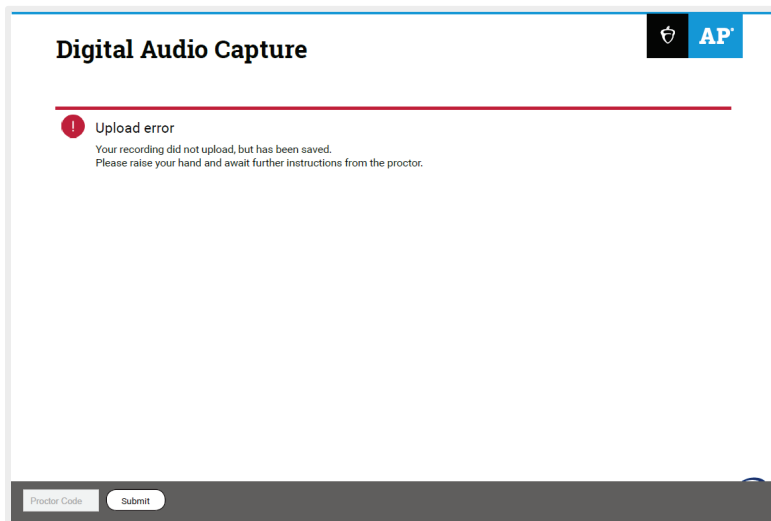 Digital Audio Capture
AP
Upload error
Your recording did not upload, but has been saved.
Please raise your hand and await further instructions from the proctor.
Proctor Code
Submit